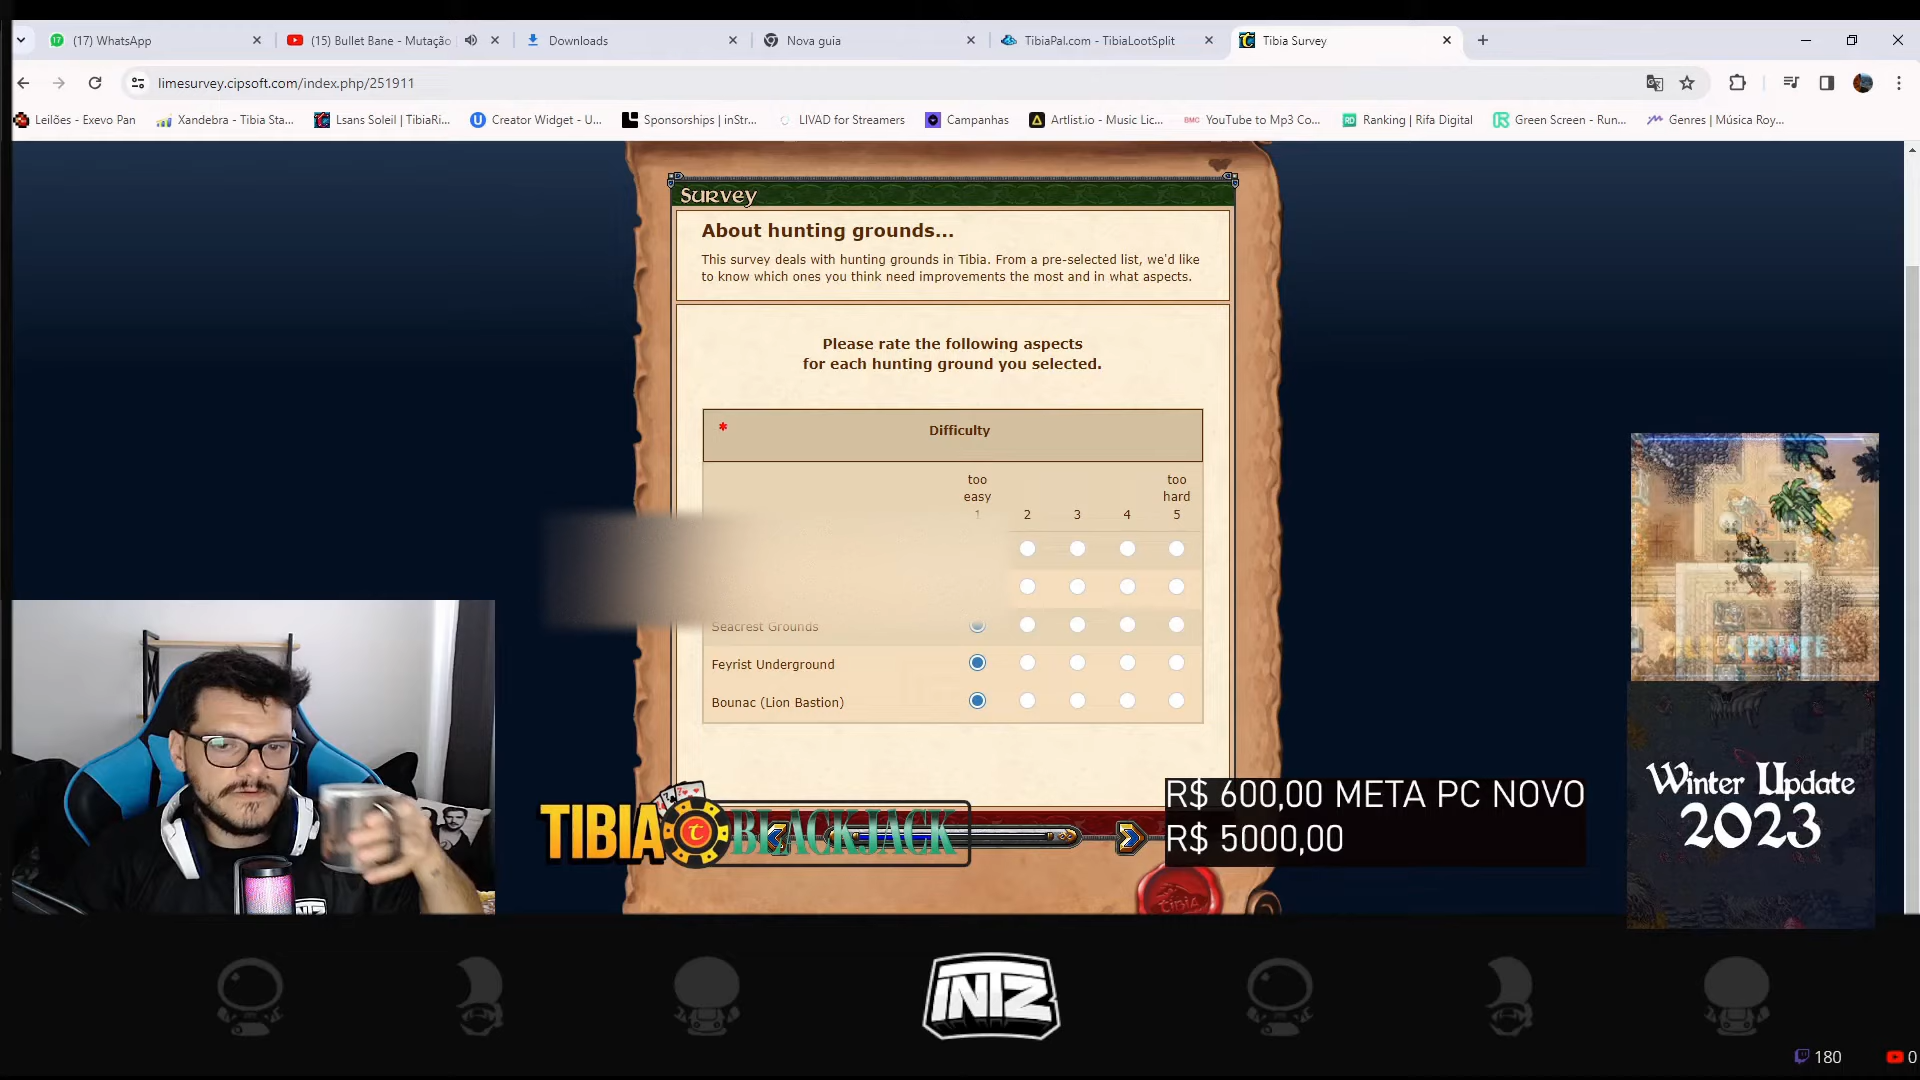 (17) WhatsApp
(15) Bullet Bane - Mutação
Downloads
Nova guia
TibiaPal.com - TibiaLootSplit
Tibia Survey
limesurvey.cipsoft.com/index.php/251911
Leilões - Exevo Pan
Xandebra - Tibia Sta...
Lsans Soleil | TibiaRi...
Creator Widget - U...
Sponsorships | inStr...
LIVAD for Streamers
Campanhas
Artlist.io - Music Lic...
YouTube to Mp3 Co...
Ranking | Rifa Digital
Green Screen - Run...
Genres | Música Roy...
Survey
About hunting grounds...
This survey deals with hunting grounds in Tibia. From a pre-selected list, we'd like
to know which ones you think need improvements the most and in what aspects.
Please rate the following aspects
for each hunting ground you selected.
* Difficulty
too easy 1
2
3
4
too hard 5
Seacrest Grounds
Feyrist Underground
Bounac (Lion Bastion)
TIBIA BLACKJACK
R$ 600,00 META PC NOVO
R$ 5000,00
Winter Update
2023
TIBIA
INTZ
INTZ
180
0